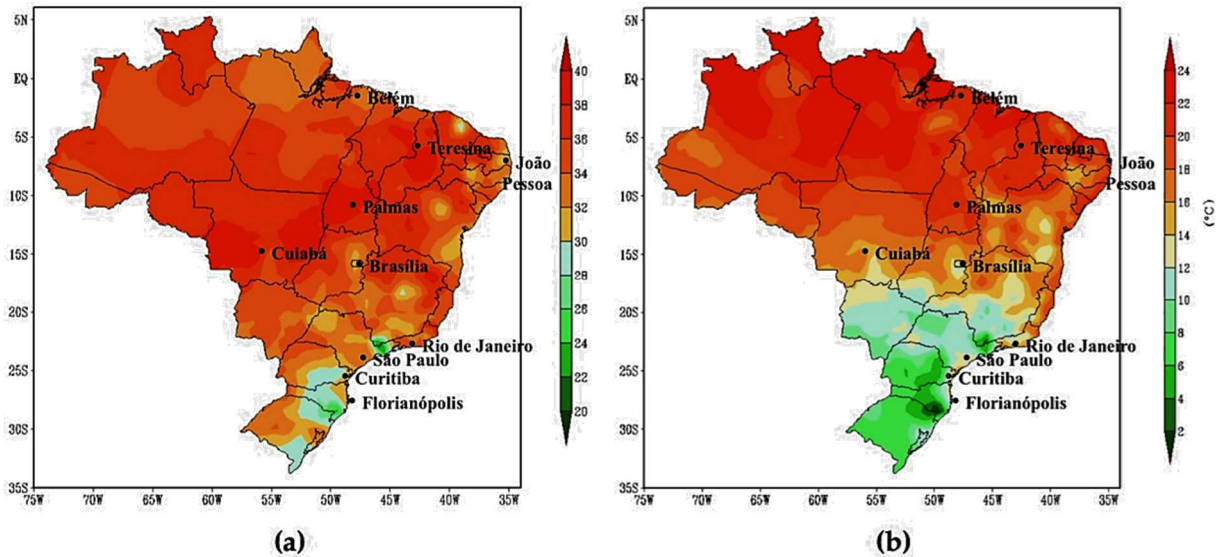 5N
EQ
5S
10S
15S
20S
25S
30S
35S
75W 70W 65W 60W 55W 50W 45W 40W 35W
Belém
Teresina
João
Pessoa
Palmas
Cuiabá
Brasília
Rio de Janeiro
São Paulo
Curitiba
Florianópolis
40
38
36
34
32
30
28
26
24
22
20
(a)
5N
EQ
5S
10S
15S
20S
25S
30S
35S
75W 70W 65W 60W 55W 50W 45W 40W 35W
Belém
Teresina
João
Pessoa
Palmas
Cuiabá
Brasília
Rio de Janeiro
São Paulo
Curitiba
Florianópolis
24
22
20
18
16
14
12
10
8
6
4
2
(°C)
(b)